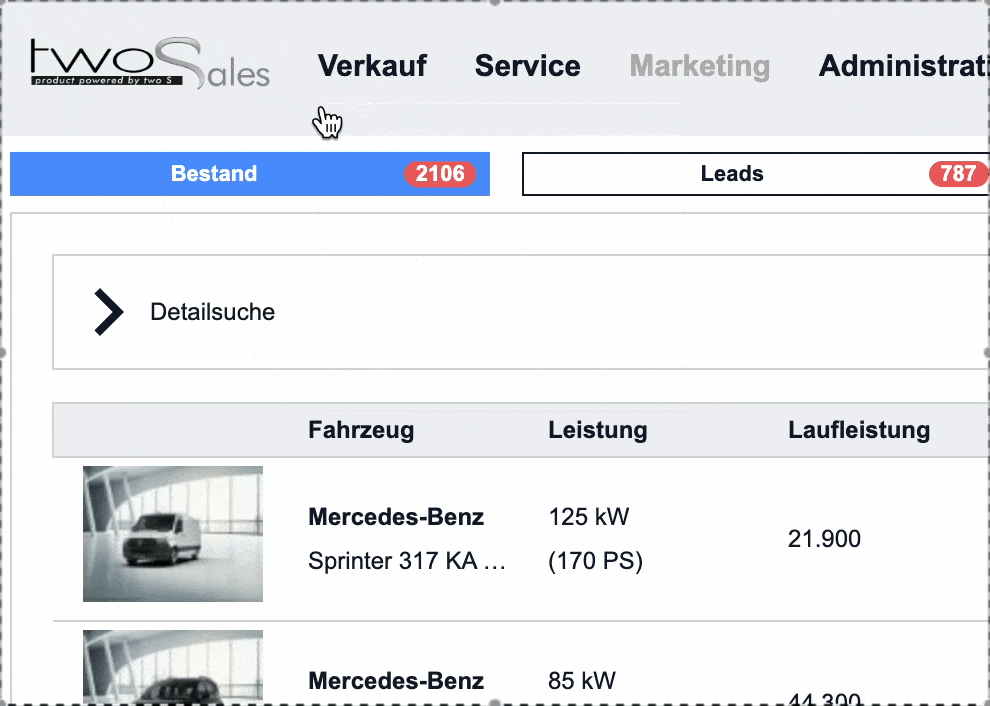 twoSales
product powered by two S
Verkauf Service Marketing Administrati
Bestand 2106 Leads 787
Detailsuche
Fahrzeug Leistung Laufleistung
Mercedes-Benz 125 kW
21.900
Sprinter 317 KA … (170 PS)
Mercedes-Benz 85 kW
44.300